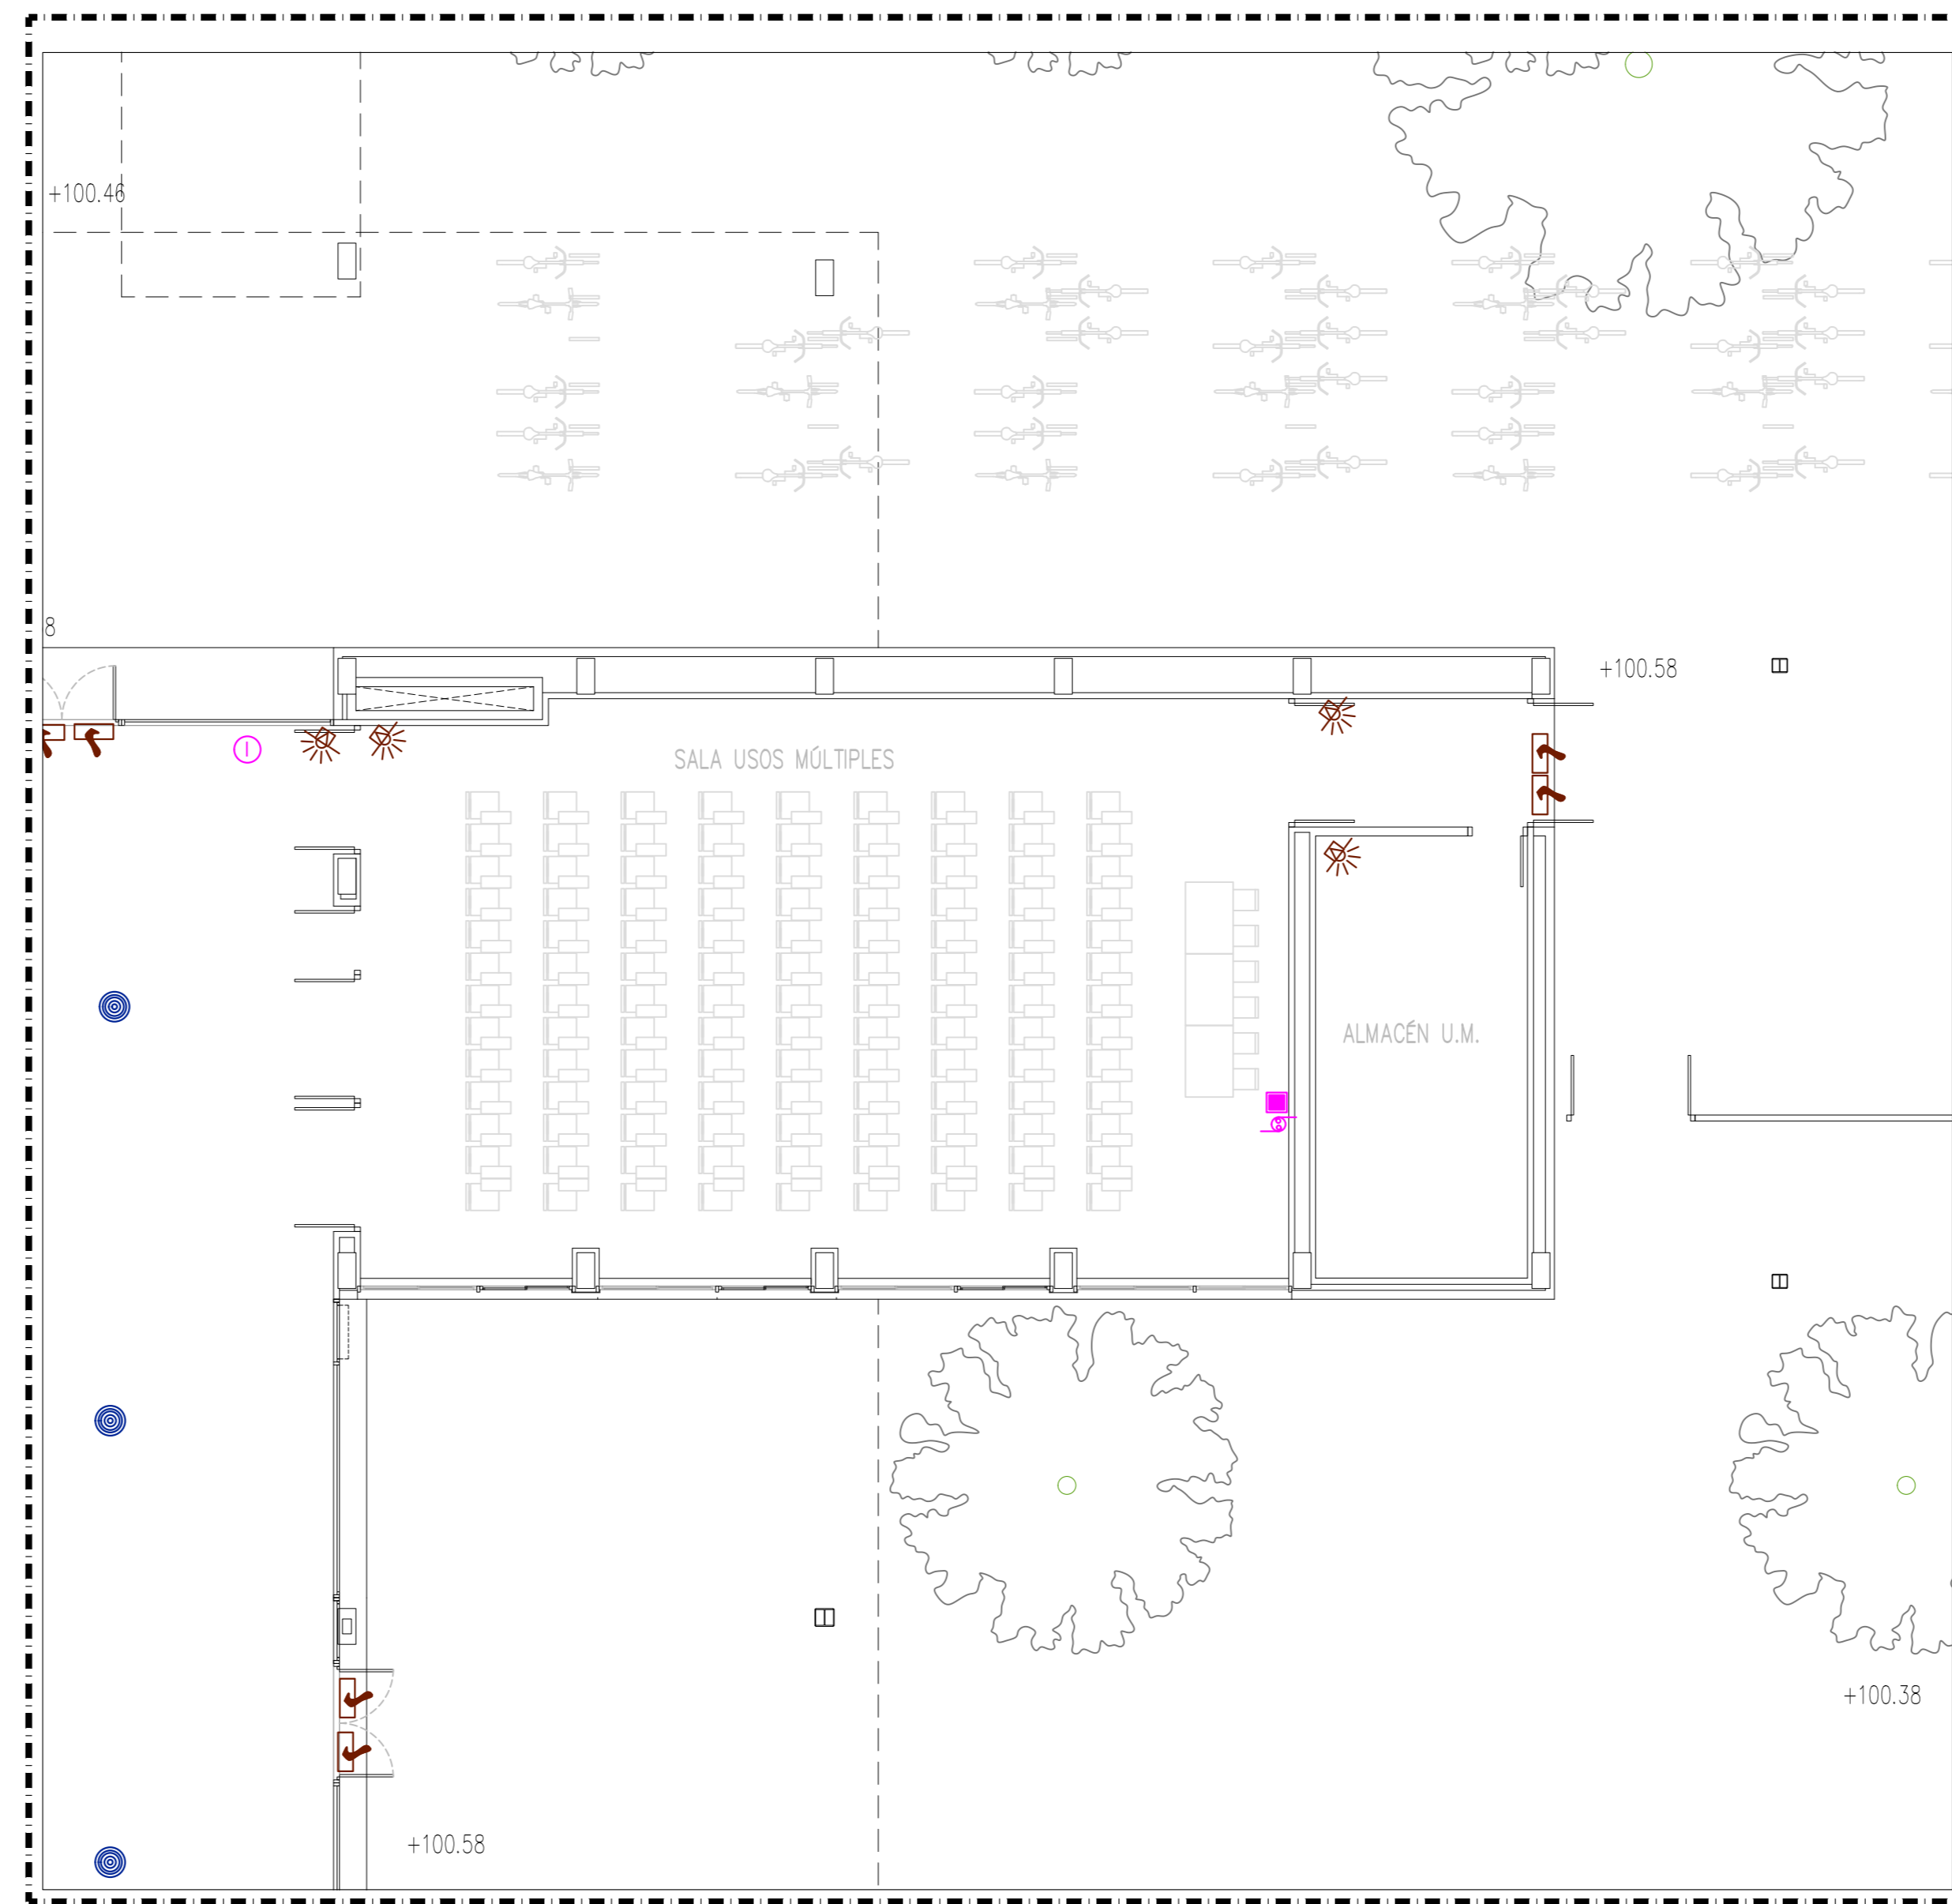 +100.46
8
+100.58
SALA USOS MÚLTIPLES
ALMACÉN U.M.
+100.38
+100.58